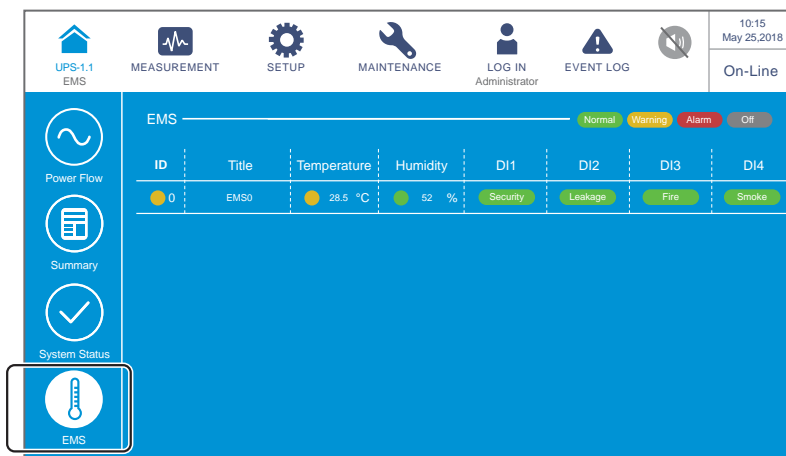 UPS-1.1
EMS
MEASUREMENT
SETUP
MAINTENANCE
LOG IN
Administrator
EVENT LOG
10:15
May 25,2018
On-Line
EMS
Normal Warning Alarm Off
ID Title Temperature Humidity DI1 DI2 DI3 DI4
0 EMS0 28.5 °C 52 % Security Leakage Fire Smoke
Power Flow
Summary
System Status
EMS